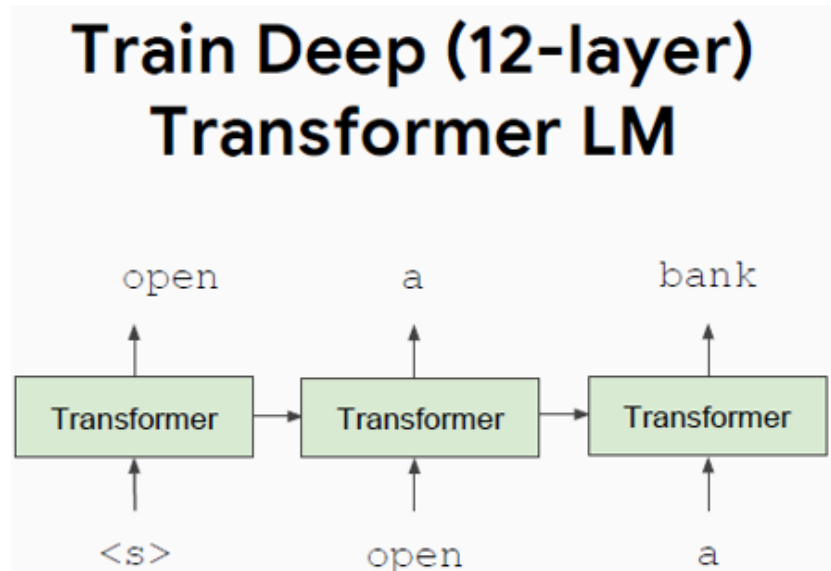 Train Deep (12-layer)
Transformer LM
open a bank
Transformer Transformer Transformer
<s> open a